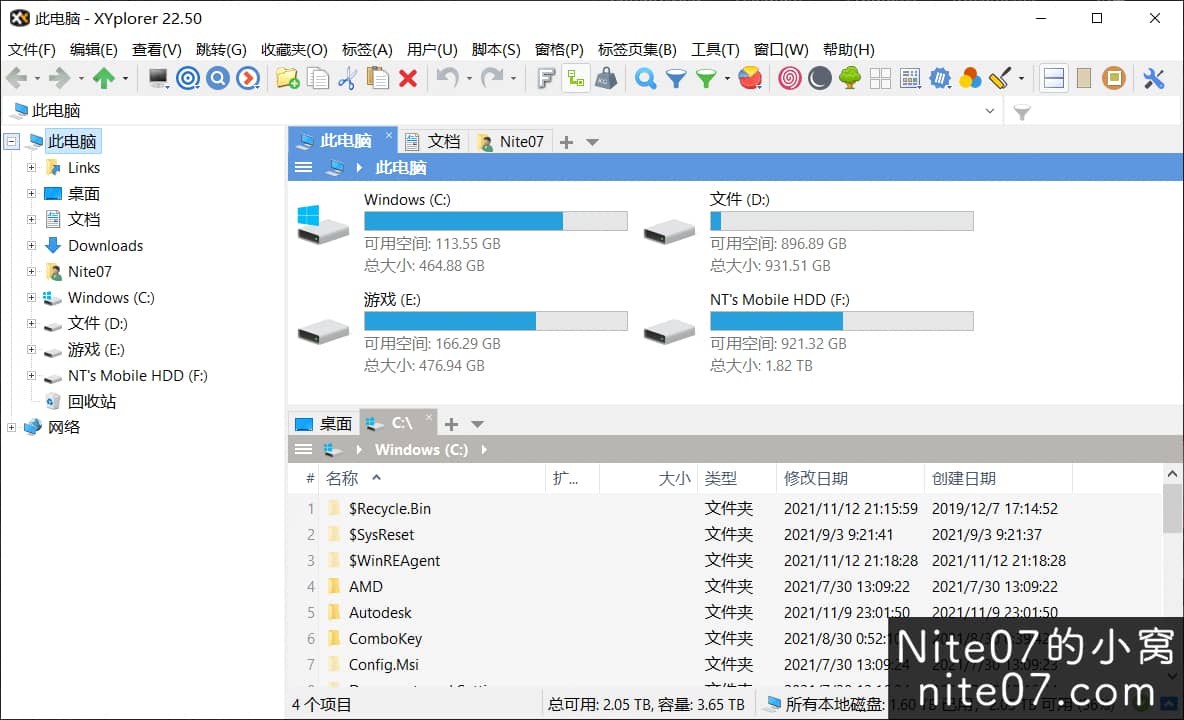 此电脑 - XYplorer 22.50
文件(F) 编辑(E) 查看(V) 跳转(G) 收藏夹(O) 标签(A) 用户(U) 脚本(S) 窗格(P) 标签页集(B) 工具(T) 窗口(W) 帮助(H)
此电脑
此电脑
Links
桌面
文档
Downloads
Nite07
Windows (C:)
文件 (D:)
游戏 (E:)
NT's Mobile HDD (F:)
回收站
网络
此电脑 文档 Nite07
此电脑
Windows (C:)
可用空间: 113.55 GB
总大小: 464.88 GB
文件 (D:)
可用空间: 896.89 GB
总大小: 931.51 GB
游戏 (E:)
可用空间: 166.29 GB
总大小: 476.94 GB
NT's Mobile HDD (F:)
可用空间: 921.32 GB
总大小: 1.82 TB
桌面 C:\
Windows (C:)
# 名称 扩... 大小 类型 修改日期 创建日期
1 $Recycle.Bin 文件夹 2021/11/12 21:15:59 2019/12/7 17:14:52
2 $SysReset 文件夹 2021/9/3 9:21:41 2021/9/3 9:21:37
3 $WinREAgent 文件夹 2021/11/12 21:18:28 2021/11/12 21:18:28
4 AMD 文件夹 2021/7/30 13:09:22 2021/7/30 13:09:22
5 Autodesk 文件夹 2021/11/9 23:01:50 2021/11/9 23:01:50
6 ComboKey 文件夹 2021/8/30 0:52:10
7 Config.Msi 文件夹 2021/7/30 13:09:24
4 个项目 总可用: 2.05 TB, 容量: 3.65 TB 所有本地磁盘: 1.60 TB 已用, 2.05 TB 可用
Nite07的小窝
nite07.com